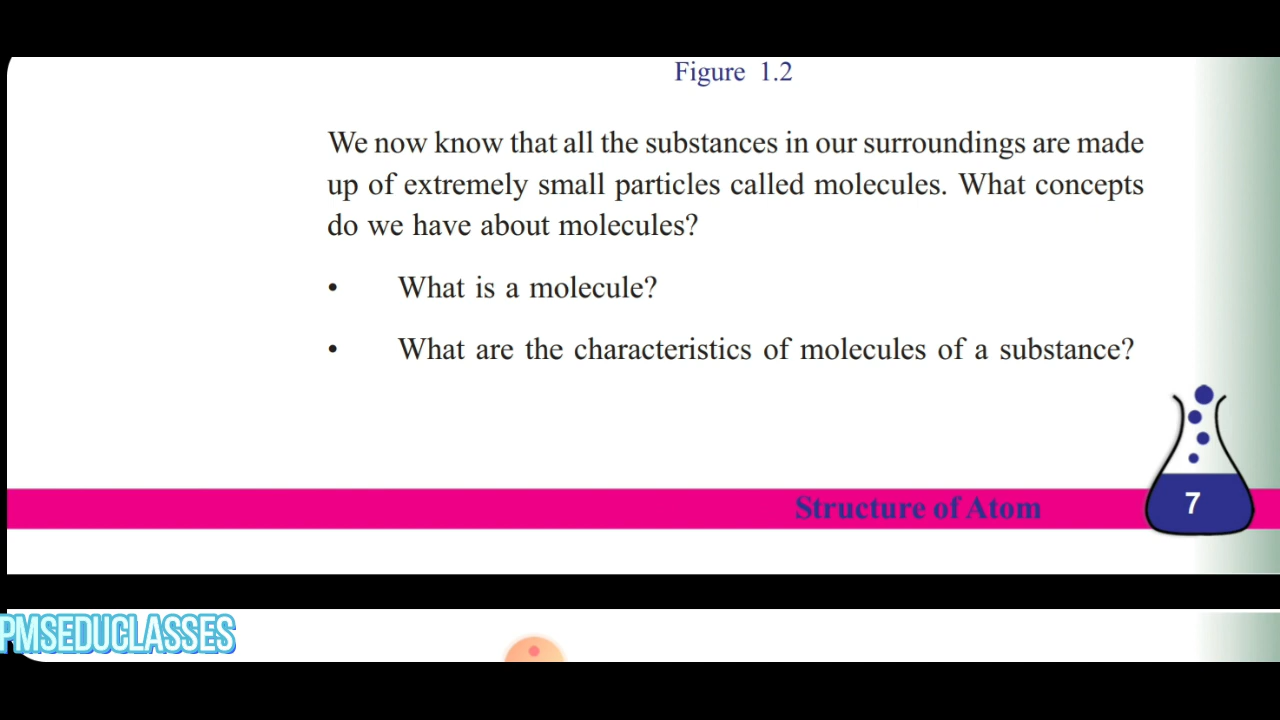 Figure 1.2
We now know that all the substances in our surroundings are made
up of extremely small particles called molecules. What concepts
do we have about molecules?
• What is a molecule?
• What are the characteristics of molecules of a substance?
Structure of Atom
7
PMSEDUCLASSES